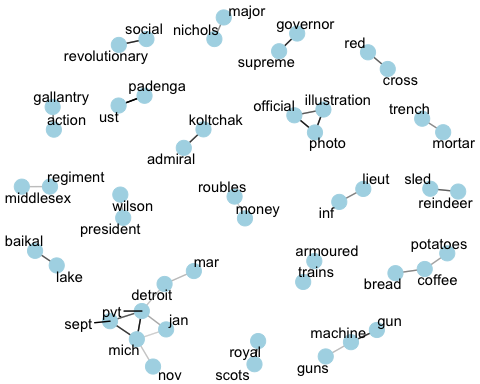 major
social
nichols
governor
revolutionary
supreme
red
cross
gallantry
padenga
action
ust
koltchak
official
illustration
trench
admiral
photo
mortar
regiment
middlesex
wilson
president
roubles
money
lieut
inf
sled
reindeer
baikal
lake
mar
armoured
trains
potatoes
bread
coffee
detroit
pvt
sept
jan
mich
nov
royal
scots
gun
machine
guns